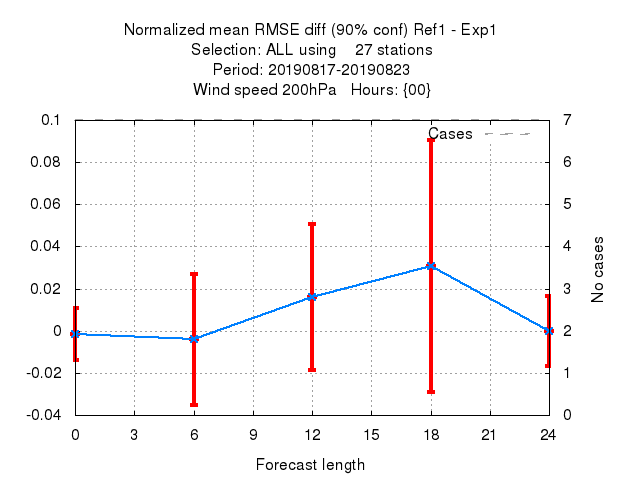 Normalized mean RMSE diff (90% conf) Ref1 - Exp1
Selection: ALL using    27 stations
Period: 20190817-20190823
Wind speed 200hPa   Hours: {00}
0.1
0.08
0.06
0.04
0.02
0
-0.02
-0.04
Cases
7
6
5
4
3
2
1
0
No cases
0 3 6 9 12 15 18 21 24
Forecast length